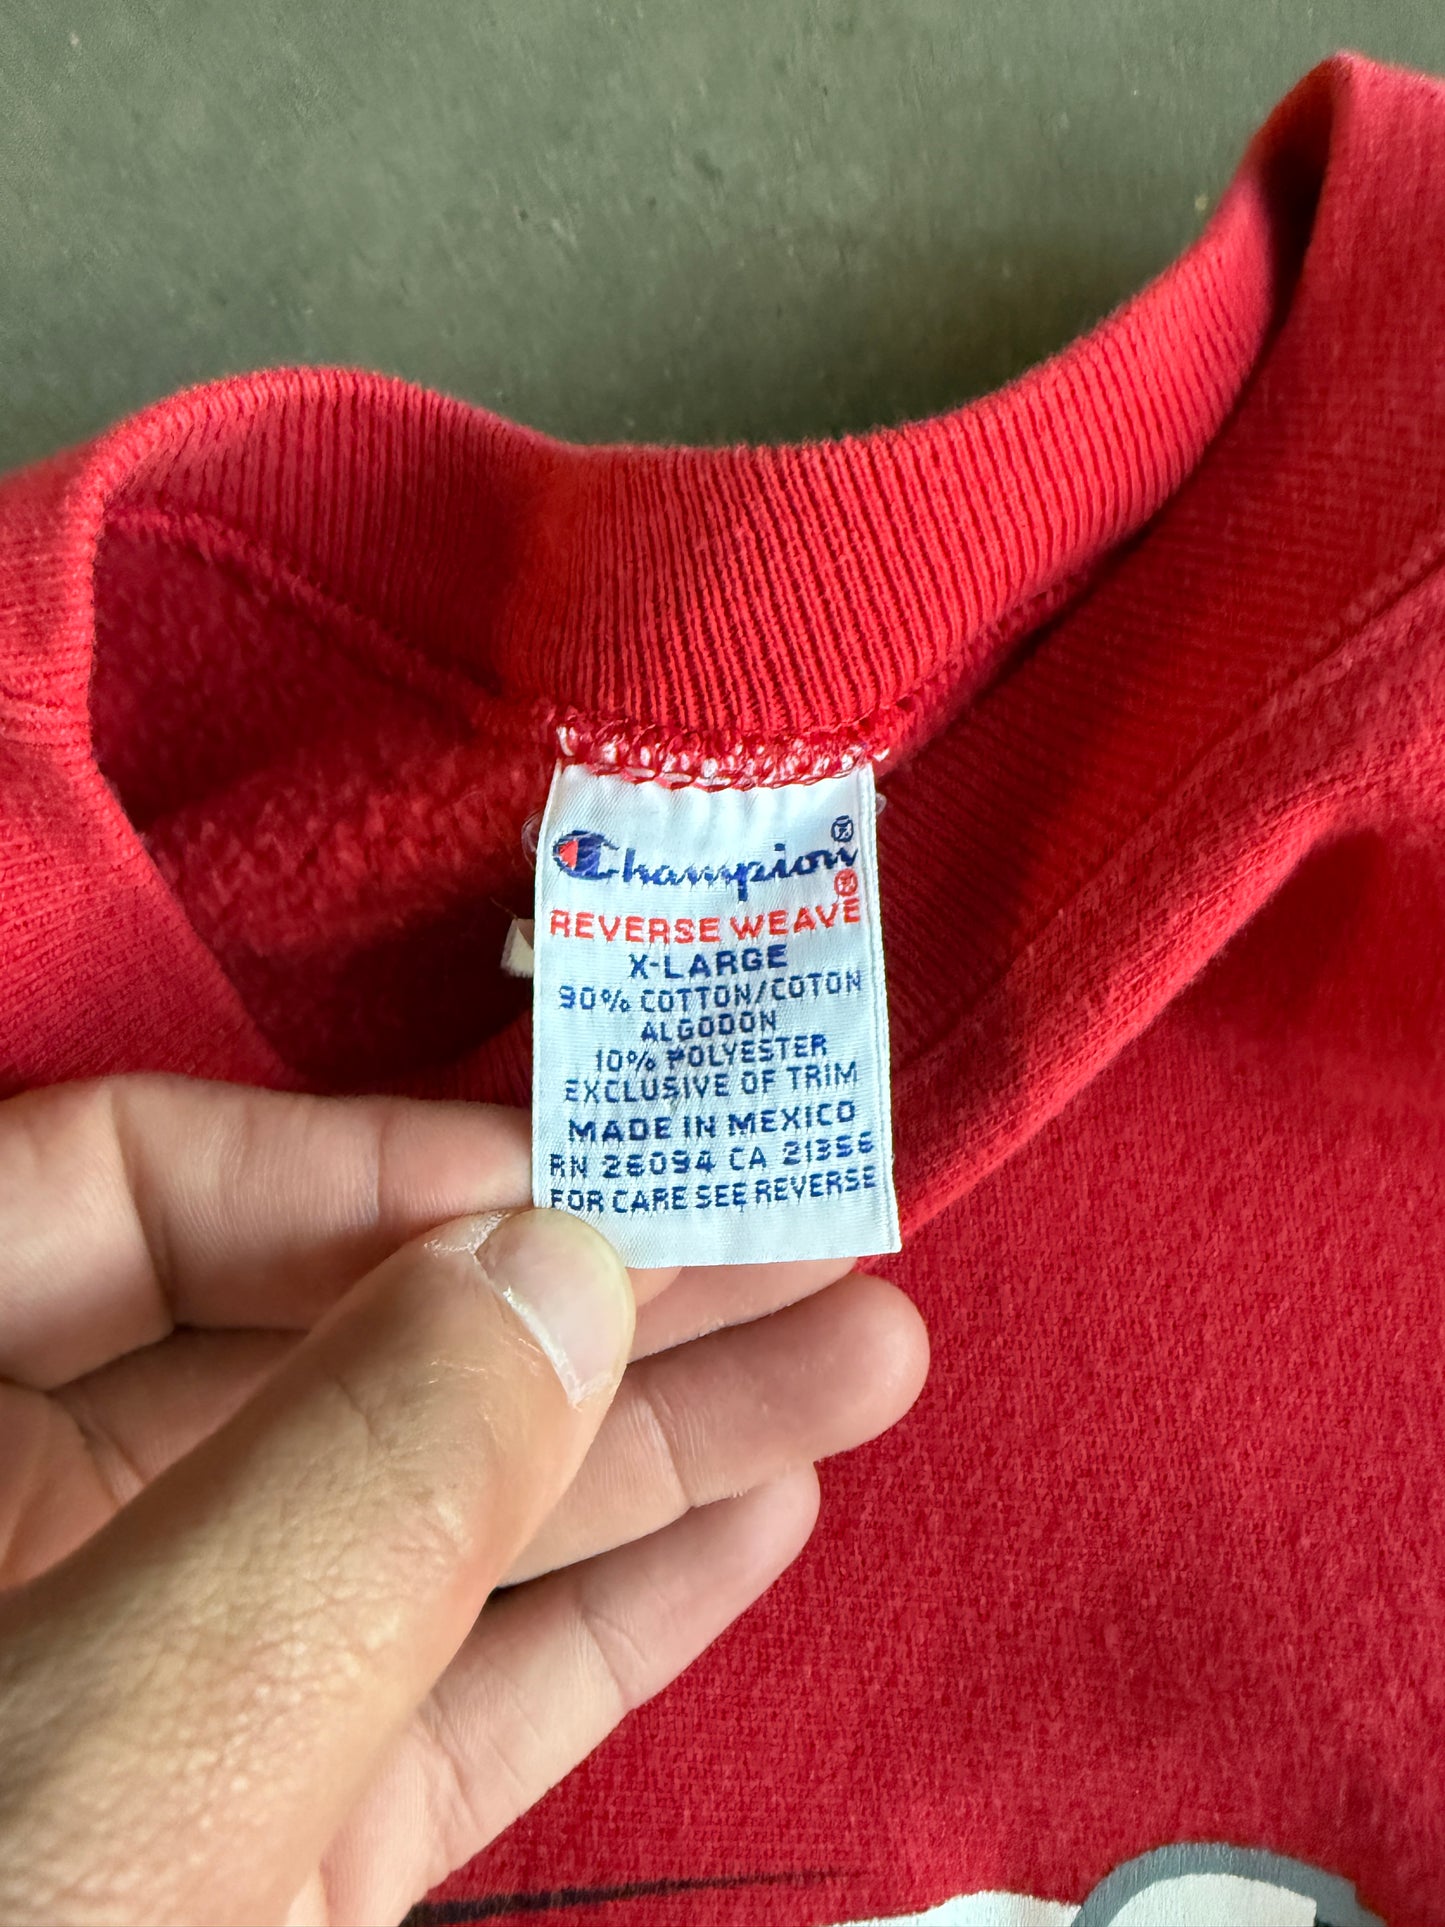 Champion®
REVERSE WEAVE®
X-LARGE
90% COTTON/COTON
ALGODON
10% POLYESTER
EXCLUSIVE OF TRIM
MADE IN MEXICO
RN 26094 CA 21356
FOR CARE SEE REVERSE